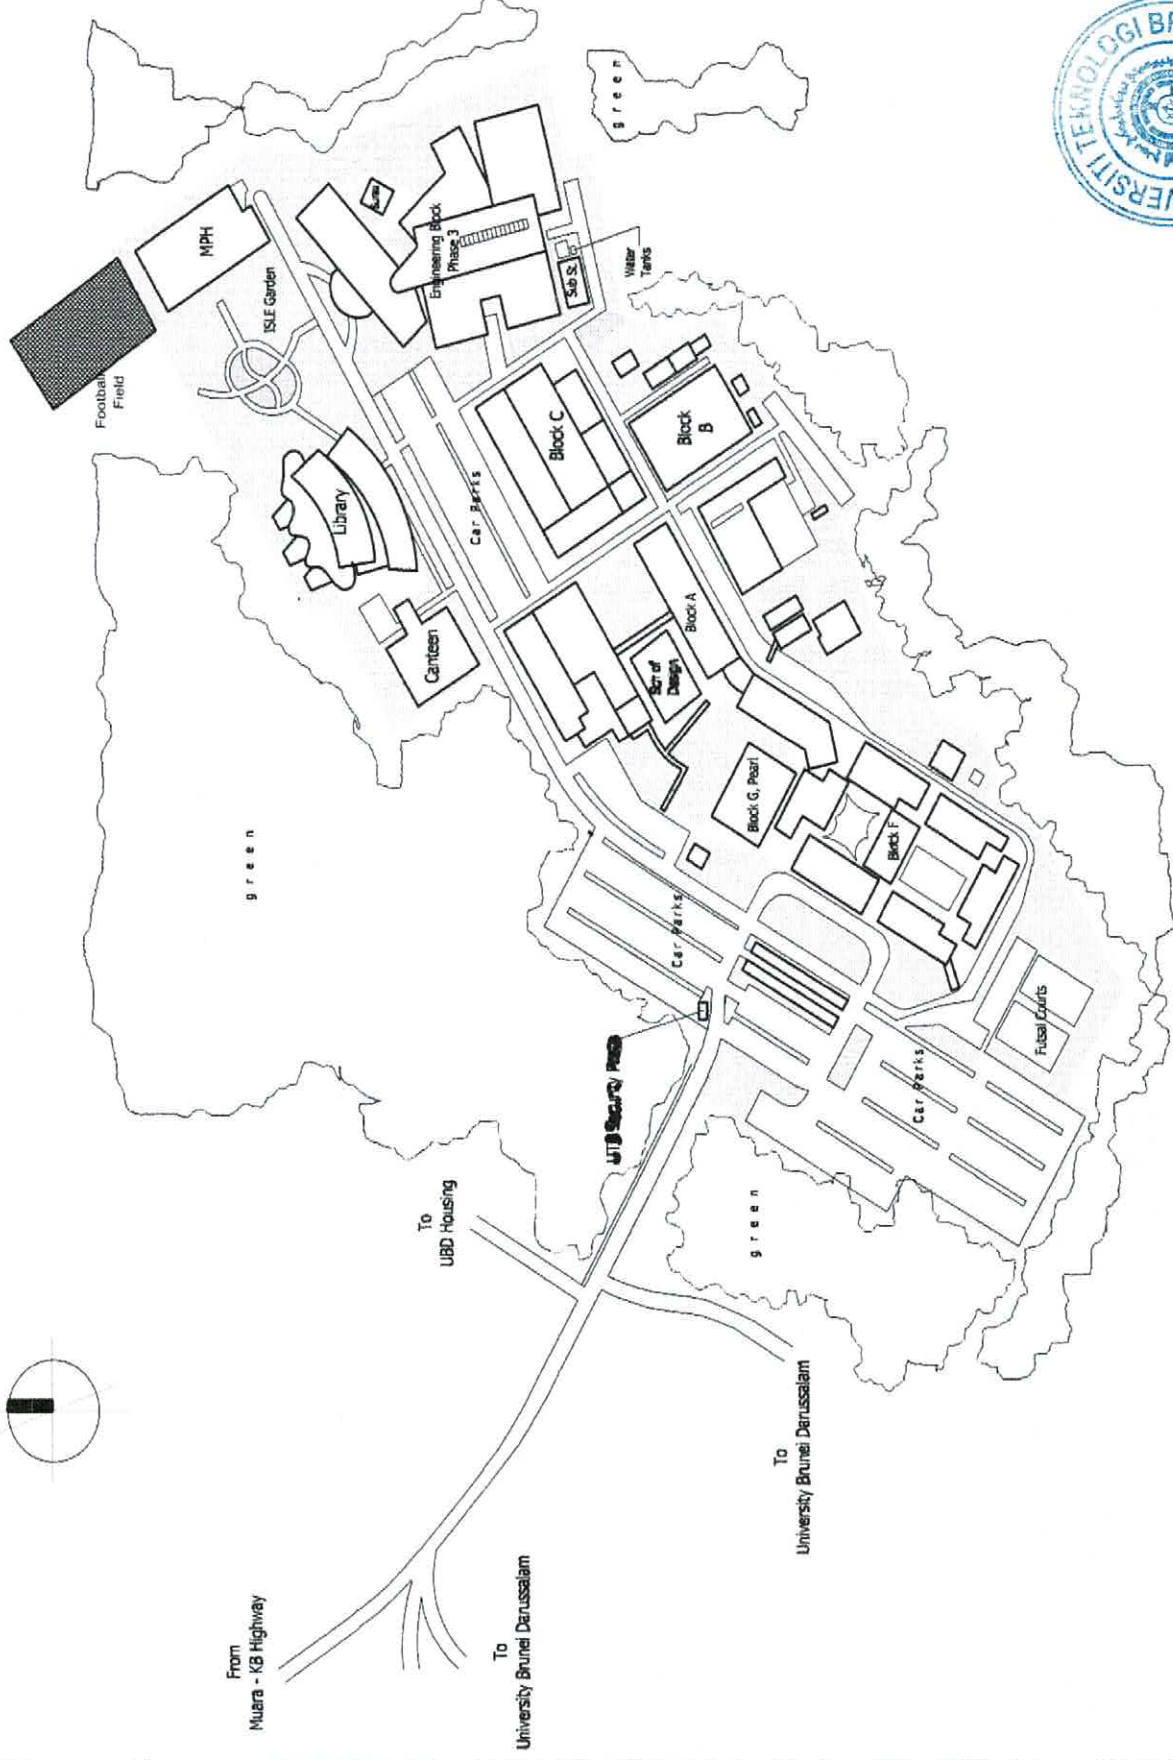 From
Muara - KB Highway
To
University Brunei Darussalam
To
UBD Housing
To
University Brunei Darussalam
green
green
green
UTB Security Post
Car Parks
Car Parks
Car Parks
Futsal Courts
Block F
Block G, Pearl
Sch of
Design
Block A
Canteen
Library
Block C
Block
B
Football
Field
MPH
ISLE Garden
Engineering Block
Phase 3
Sub St.
Water
Tanks
UNIVERSITI TEKNOLOGI BR